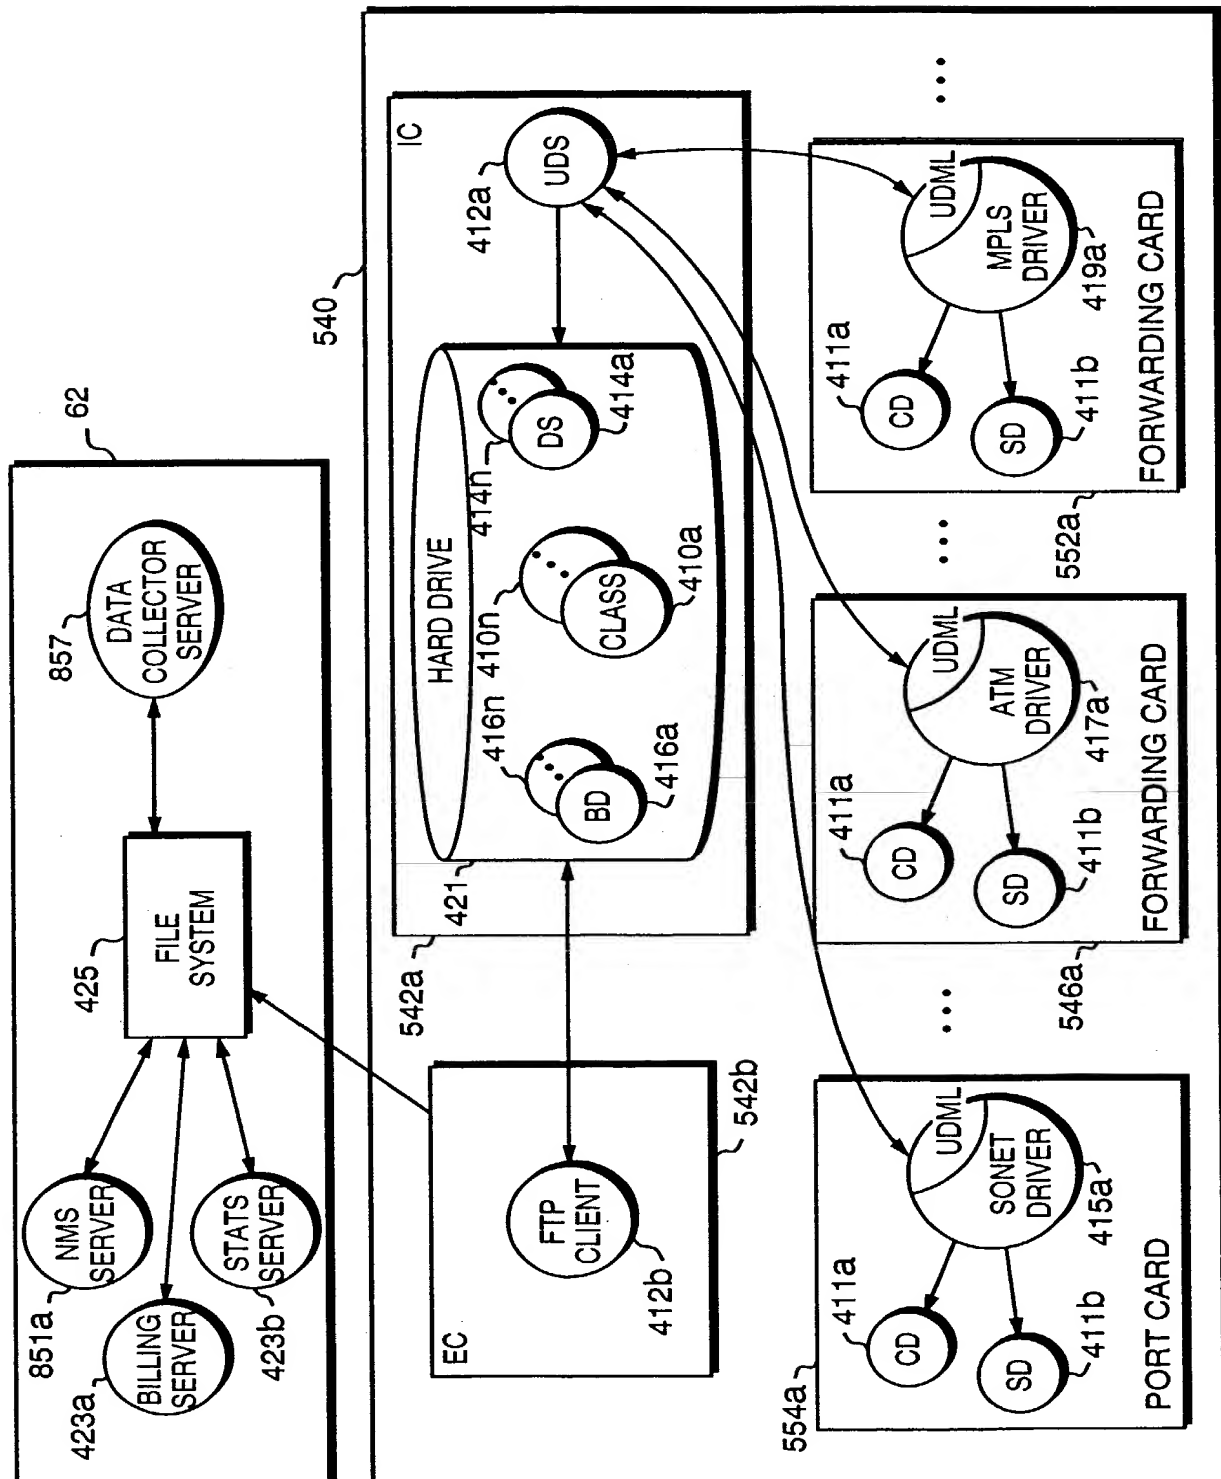 62
851a
NMS
SERVER
423a
BILLING
SERVER
423b
STATS
SERVER
425
FILE
SYSTEM
857
DATA
COLLECTOR
SERVER
540
EC
FTP
CLIENT
412b
542b
542a
IC
421
HARD DRIVE
416n
BD
416a
410n
CLASS
410a
414n
DS
414a
412a
UDS
554a
411a
CD
SD
411b
UDML
SONET
DRIVER
415a
PORT CARD
546a
411a
CD
SD
411b
UDML
ATM
DRIVER
417a
FORWARDING CARD
552a
411a
CD
SD
411b
UDML
MPLS
DRIVER
419a
FORWARDING CARD